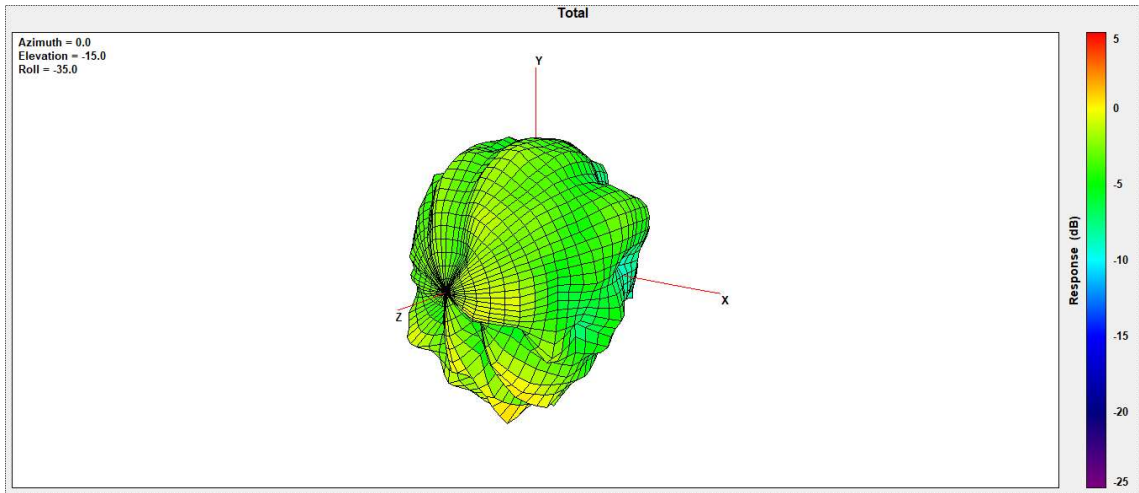 Total
Azimuth = 0.0
Elevation = -15.0
Roll = -35.0
Y
X
Z
5
0
-5
-10
-15
-20
-25
Response (dB)